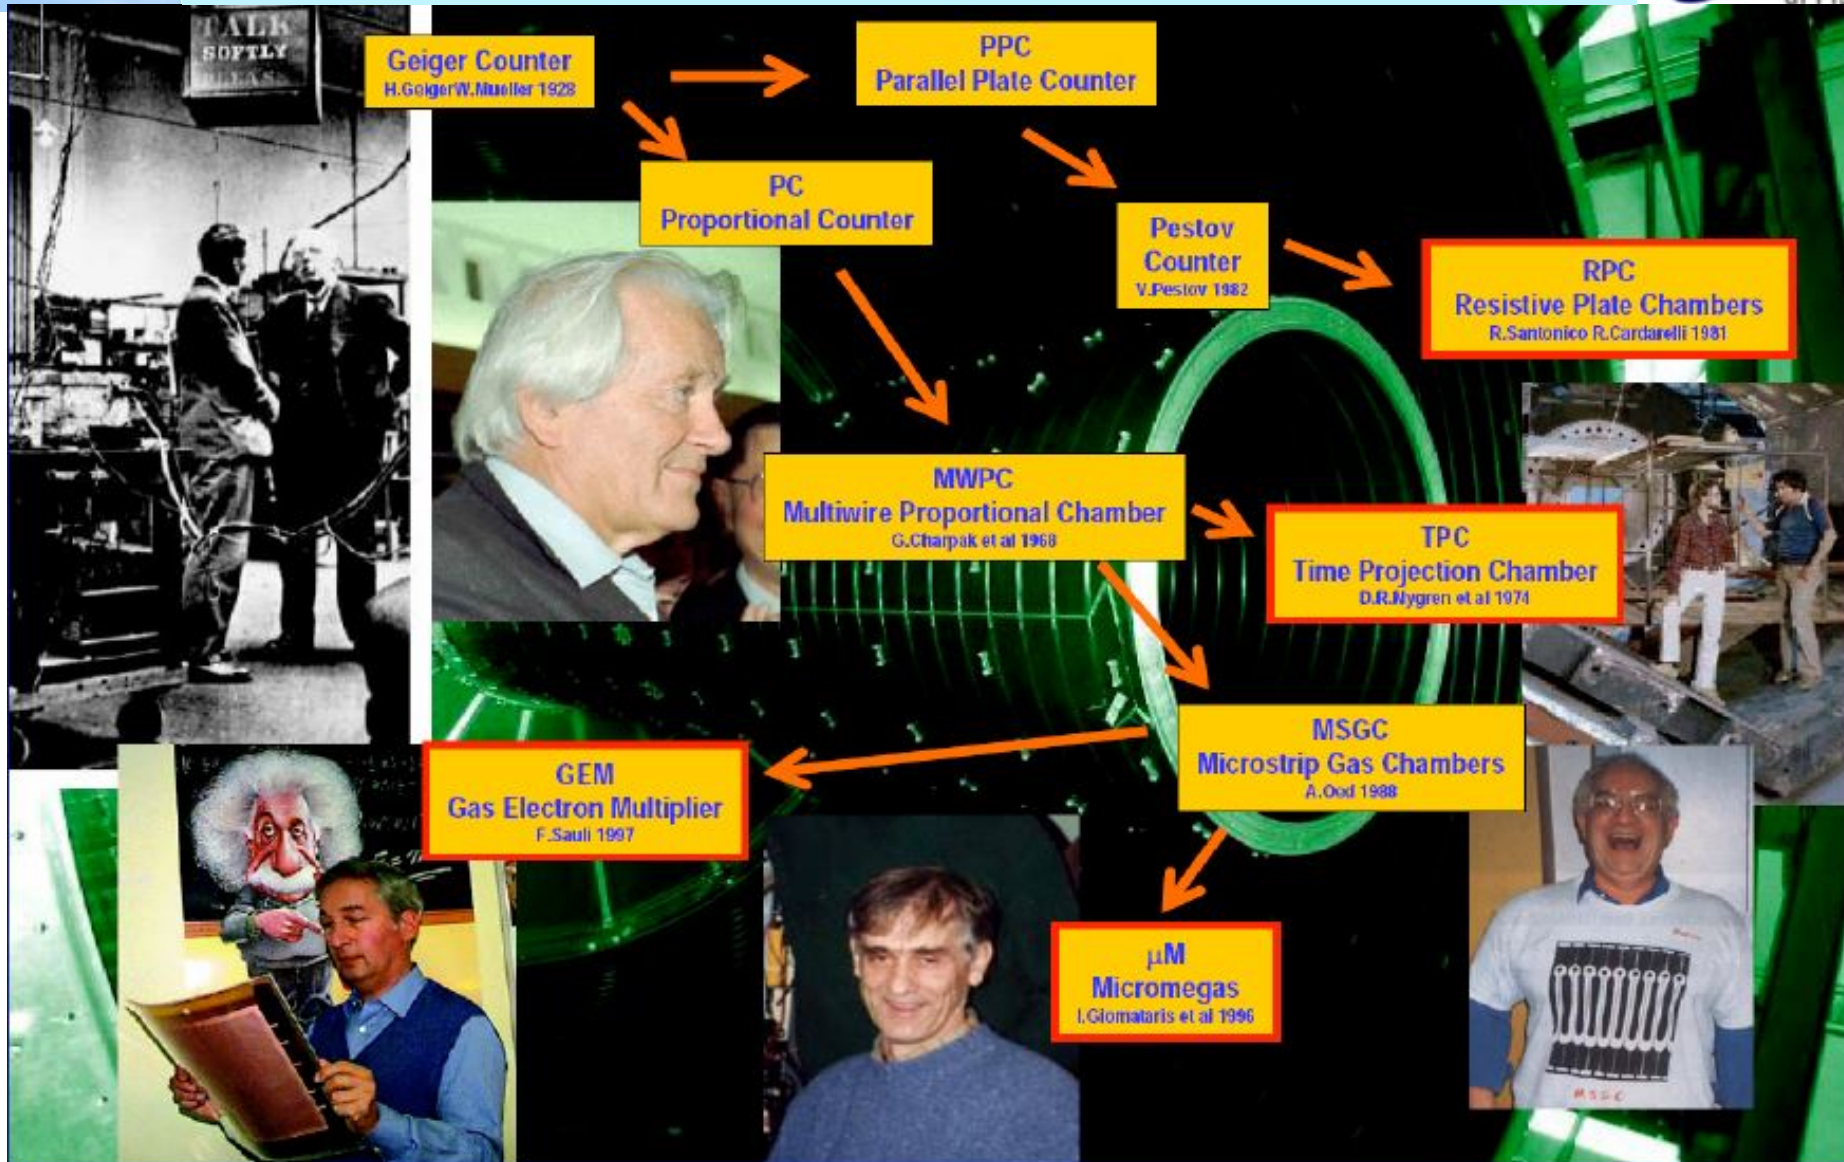 TALK
SOFTLY
PLEASE
Geiger Counter
H.GeigerW.Mueller 1928
PPC
Parallel Plate Counter
PC
Proportional Counter
Pestov
Counter
V.Pestov 1982
RPC
Resistive Plate Chambers
R.Santonico R.Cardarelli 1981
MWPC
Multiwire Proportional Chamber
G.Charpak et al 1968
TPC
Time Projection Chamber
D.R.Nygren et al 1974
MSGC
Microstrip Gas Chambers
A.Oed 1988
GEM
Gas Electron Multiplier
F.Sauli 1997
μM
Micromegas
I.Giomataris et al 1996
MSGC